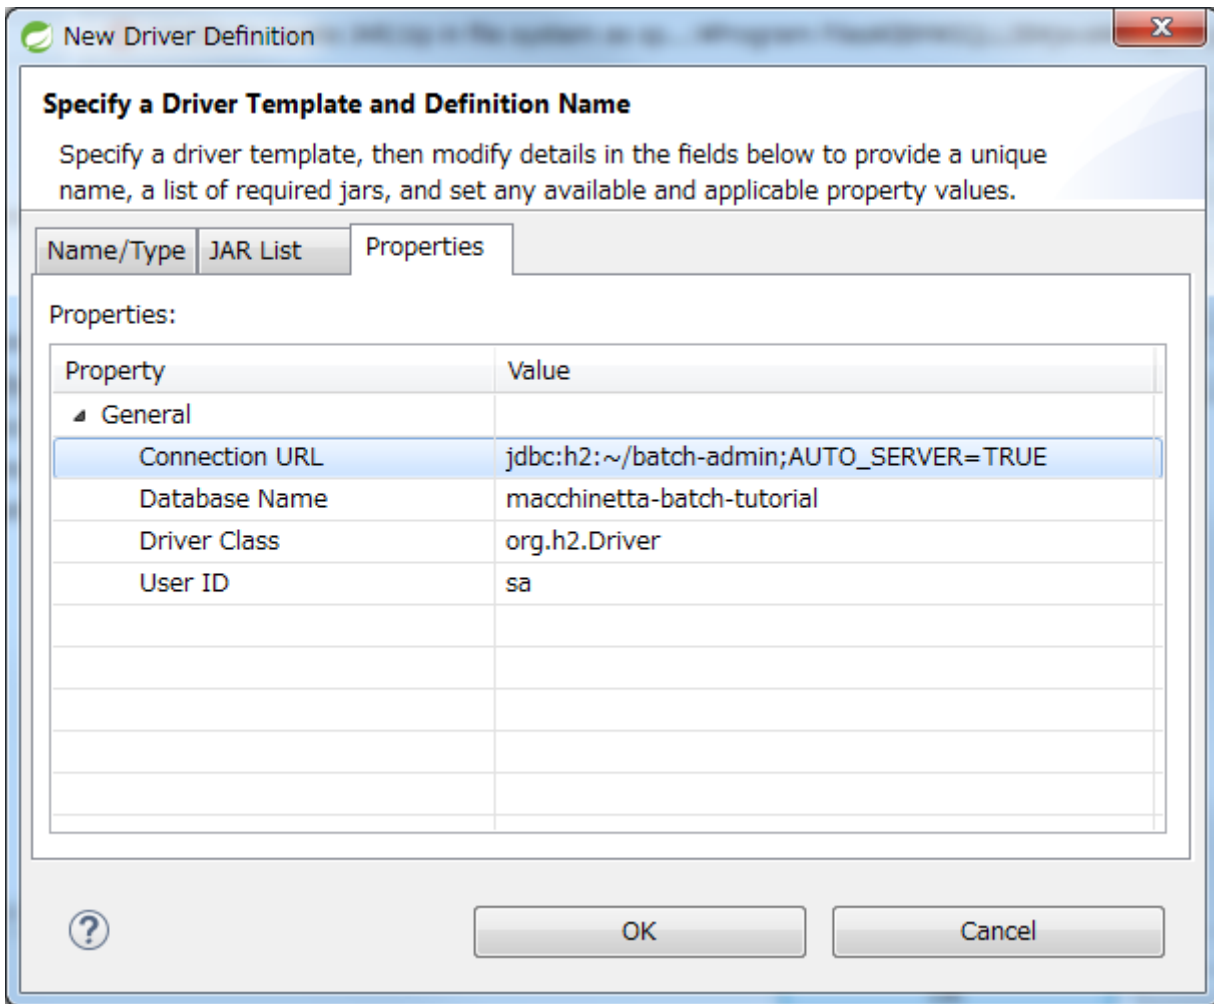 New Driver Definition
Specify a Driver Template and Definition Name
Specify a driver template, then modify details in the fields below to provide a unique
name, a list of required jars, and set any available and applicable property values.
Name/Type JAR List Properties
Properties:
Property Value
General
Connection URL jdbc:h2:~/batch-admin;AUTO_SERVER=TRUE
Database Name macchinetta-batch-tutorial
Driver Class org.h2.Driver
User ID sa
OK Cancel